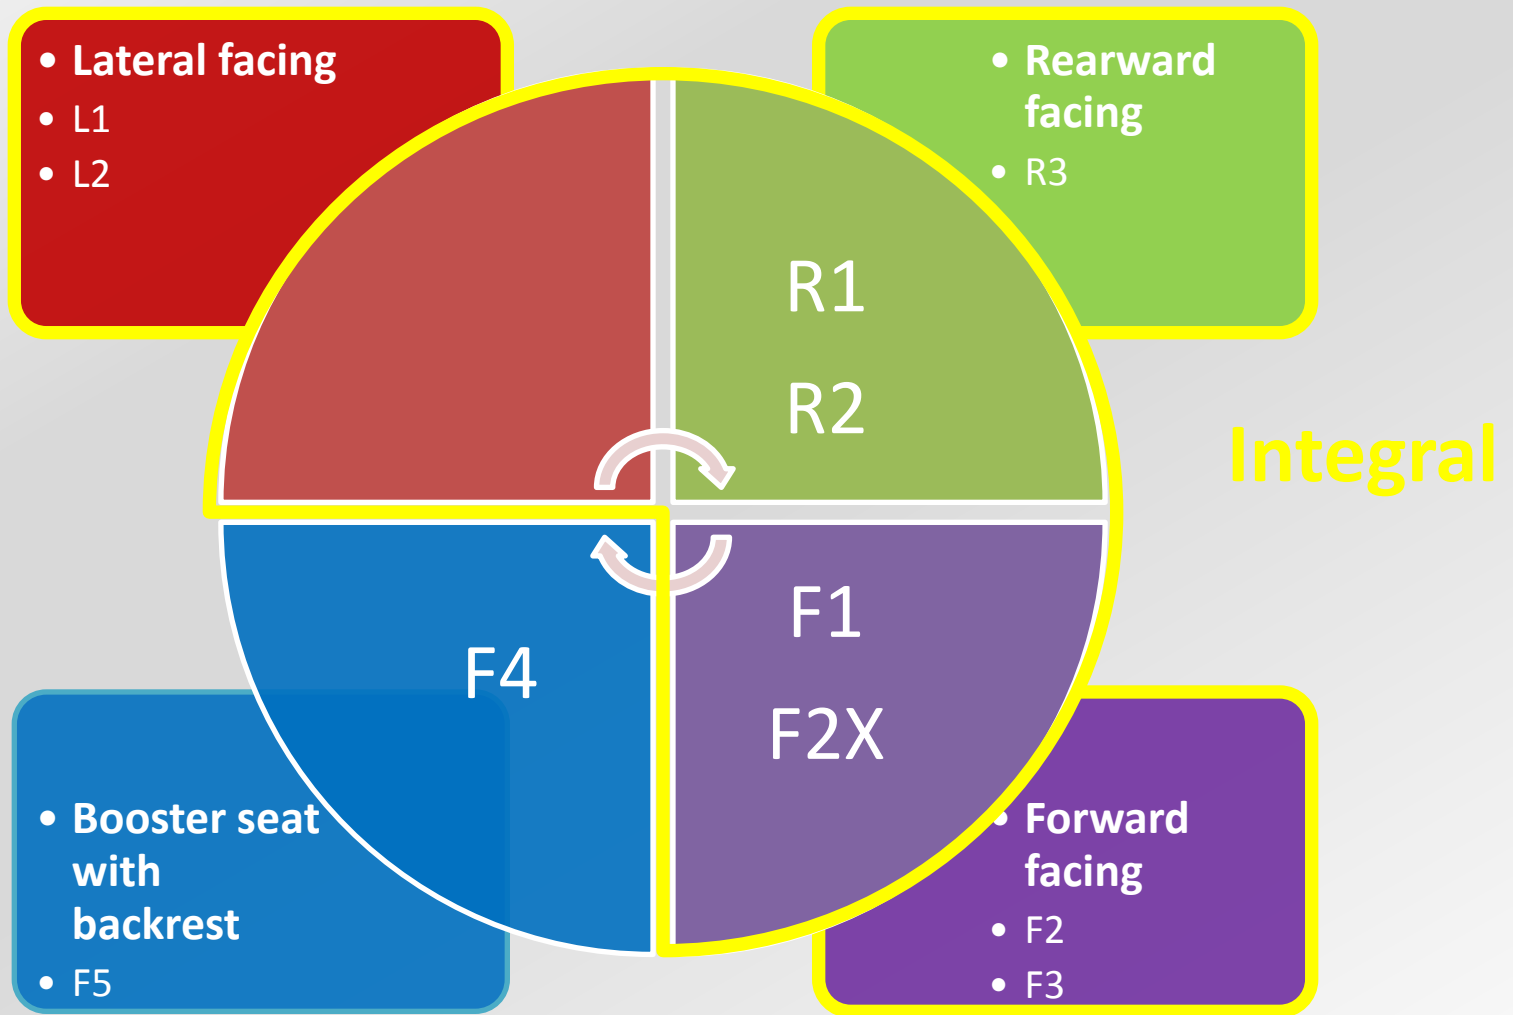 • Lateral facing
• L1
• L2
• Rearward
facing
• R3
R1
R2
Integral
F4
F1
F2X
• Booster seat
with
backrest
• F5
• Forward
facing
• F2
• F3